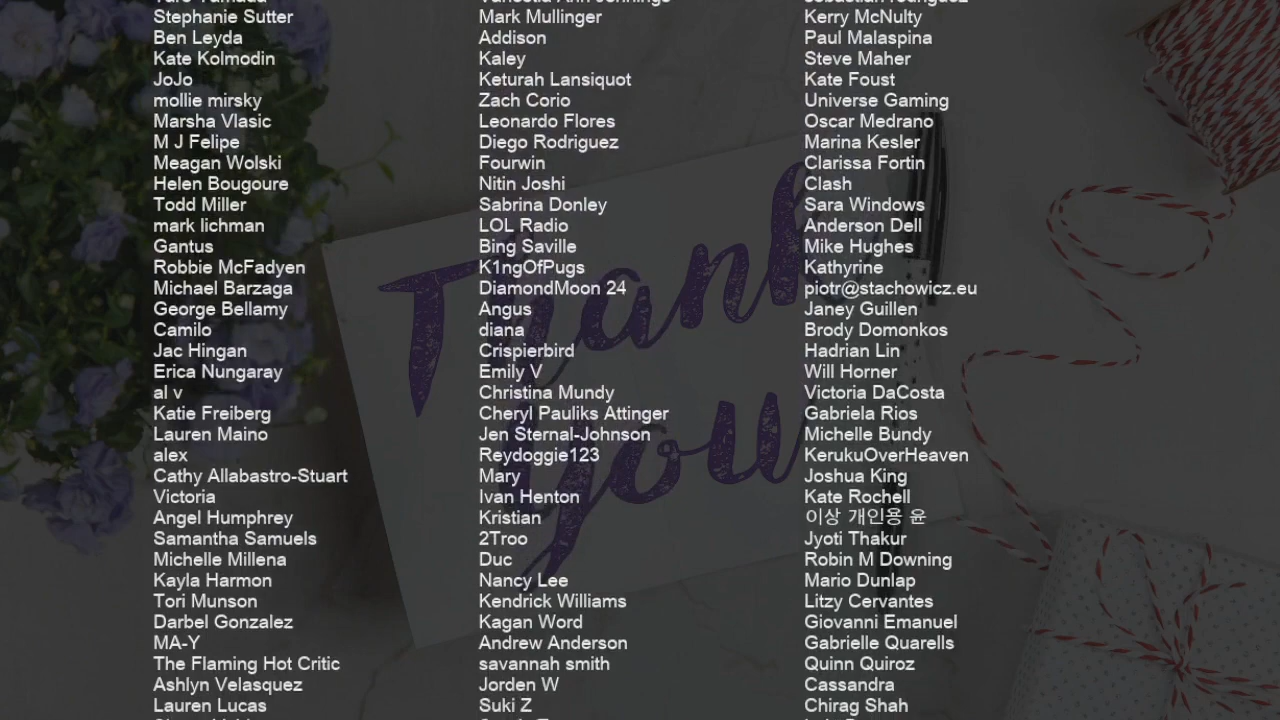 Stephanie Sutter
Ben Leyda
Kate Kolmodin
JoJo
mollie mirsky
Marsha Vlasic
M J Felipe
Meagan Wolski
Helen Bougoure
Todd Miller
mark lichman
Gantus
Robbie McFadyen
Michael Barzaga
George Bellamy
Camilo
Jac Hingan
Erica Nungaray
al v
Katie Freiberg
Lauren Maino
alex
Cathy Allabastro-Stuart
Victoria
Angel Humphrey
Samantha Samuels
Michelle Millena
Kayla Harmon
Tori Munson
Darbel Gonzalez
MA-Y
The Flaming Hot Critic
Ashlyn Velasquez
Lauren Lucas
Mark Mullinger
Addison
Kaley
Keturah Lansiquot
Zach Corio
Leonardo Flores
Diego Rodriguez
Fourwin
Nitin Joshi
Sabrina Donley
LOL Radio
Bing Saville
K1ngOfPugs
DiamondMoon 24
Angus
diana
Crispierbird
Emily V
Christina Mundy
Cheryl Pauliks Attinger
Jen Sternal-Johnson
Reydoggie123
Mary
Ivan Henton
Kristian
2Troo
Duc
Nancy Lee
Kendrick Williams
Kagan Word
Andrew Anderson
savannah smith
Jorden W
Suki Z
Kerry McNulty
Paul Malaspina
Steve Maher
Kate Foust
Universe Gaming
Oscar Medrano
Marina Kesler
Clarissa Fortin
Clash
Sara Windows
Anderson Dell
Mike Hughes
Kathyrine
piotr@stachowicz.eu
Janey Guillen
Brody Domonkos
Hadrian Lin
Will Horner
Victoria DaCosta
Gabriela Rios
Michelle Bundy
KerukuOverHeaven
Joshua King
Kate Rochell
이상 개인용 윤
Jyoti Thakur
Robin M Downing
Mario Dunlap
Litzy Cervantes
Giovanni Emanuel
Gabrielle Quarells
Quinn Quiroz
Cassandra
Chirag Shah
Thank
you